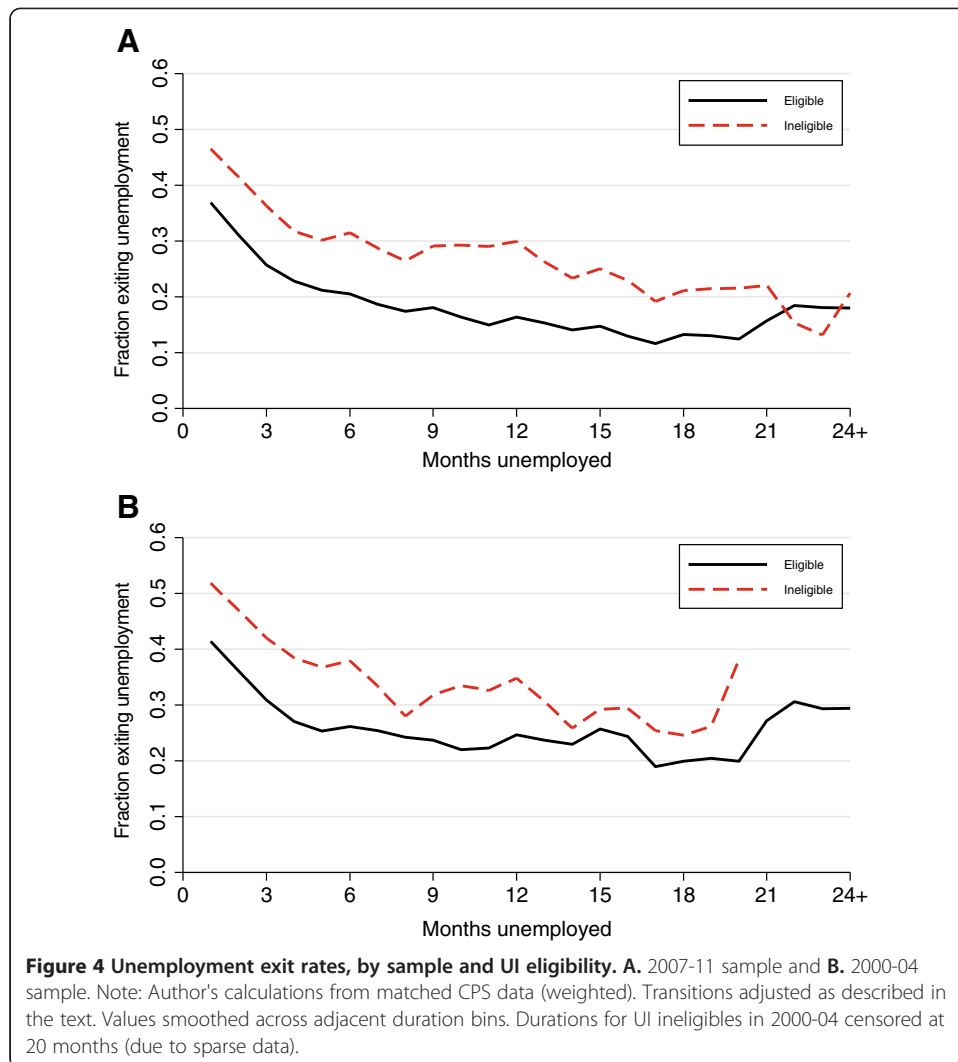 A
Fraction exiting unemployment
0.0 0.1 0.2 0.3 0.4 0.5 0.6
Eligible
Ineligible
0 3 6 9 12 15 18 21 24+
Months unemployed
B
Fraction exiting unemployment
0.0 0.1 0.2 0.3 0.4 0.5 0.6
Eligible
Ineligible
0 3 6 9 12 15 18 21 24+
Months unemployed
Figure 4 Unemployment exit rates, by sample and UI eligibility. A. 2007-11 sample and B. 2000-04
sample. Note: Author's calculations from matched CPS data (weighted). Transitions adjusted as described in
the text. Values smoothed across adjacent duration bins. Durations for UI ineligibles in 2000-04 censored at
20 months (due to sparse data).